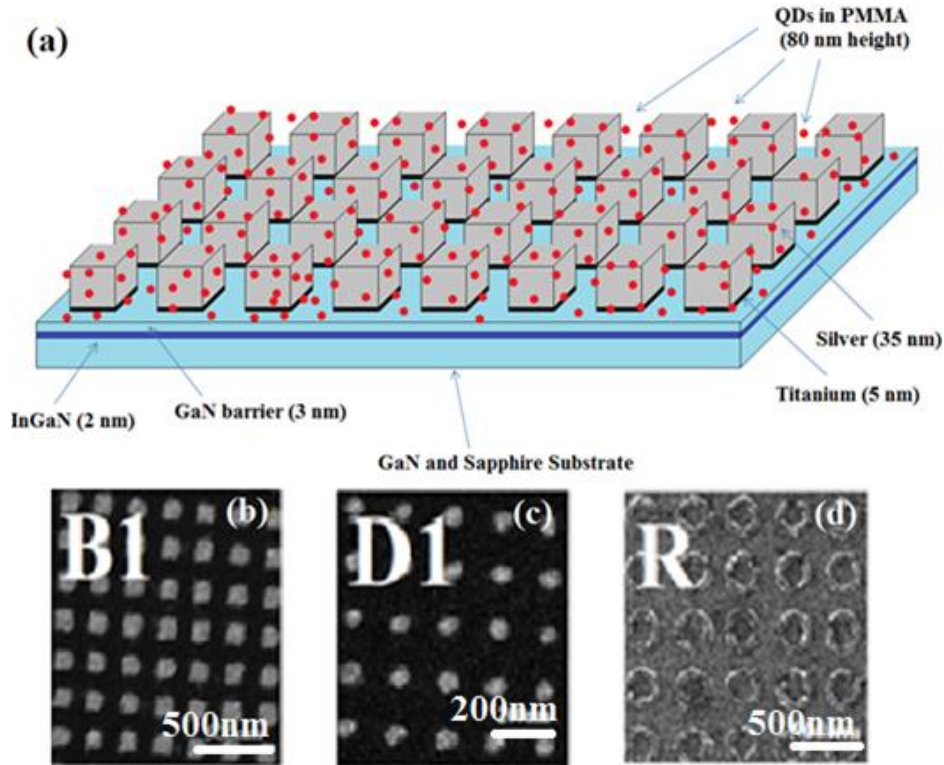 (a)
QDs in PMMA
(80 nm height)
Silver (35 nm)
Titanium (5 nm)
InGaN (2 nm)
GaN barrier (3 nm)
GaN and Sapphire Substrate
B1
(b)
500nm
D1
(c)
200nm
R
(d)
500nm